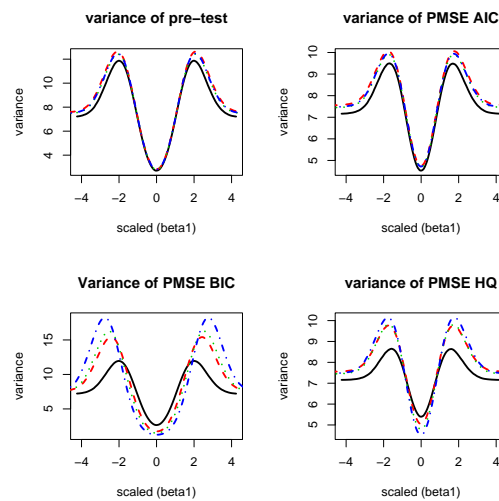 variance of pre-test
variance
4 6 8 10 12
-4 -2 0 2 4
scaled (beta1)
variance of PMSE AIC
variance
5 6 7 8 9 10
-4 -2 0 2 4
scaled (beta1)
Variance of PMSE BIC
variance
5 10 15
-4 -2 0 2 4
scaled (beta1)
variance of PMSE HQ
variance
5 6 7 8 9 10
-4 -2 0 2 4
scaled (beta1)